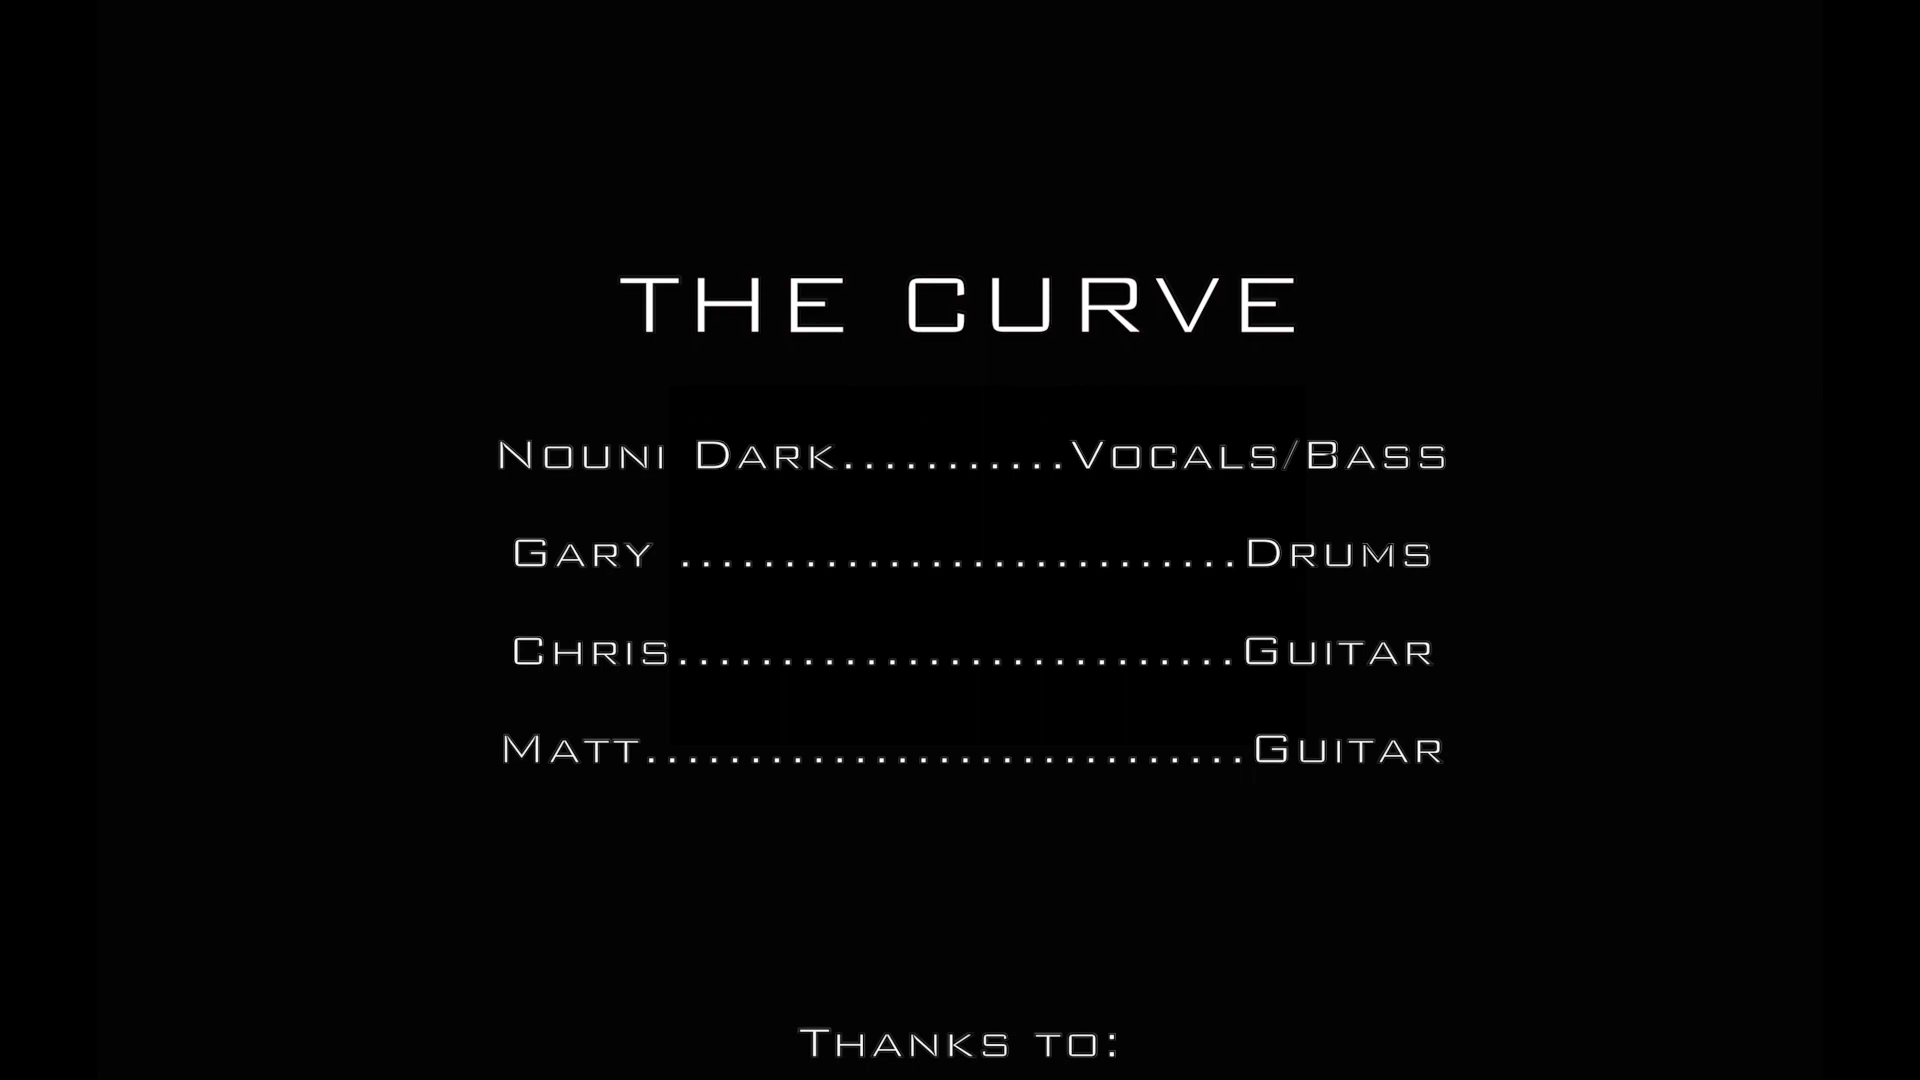 THE CURVE
Nouni Dark...........Vocals/Bass
Gary ...........................Drums
Chris...........................Guitar
Matt.............................Guitar
Thanks to: